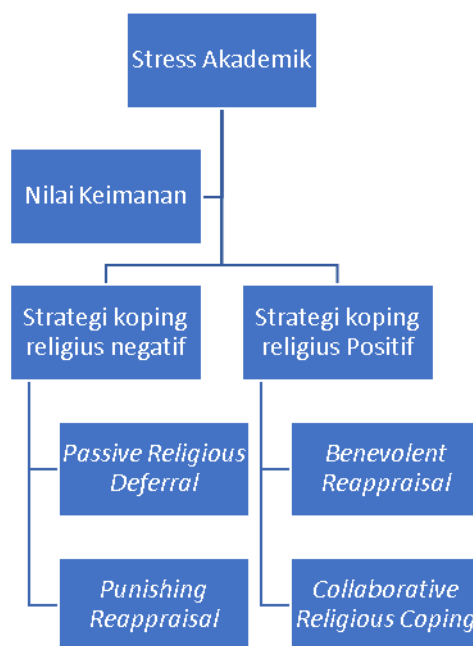 Stress Akademik
Nilai Keimanan
Strategi koping
religius negatif
Strategi koping
religius Positif
Passive Religious
Deferral
Benevolent
Reappraisal
Punishing
Reappraisal
Collaborative
Religious Coping